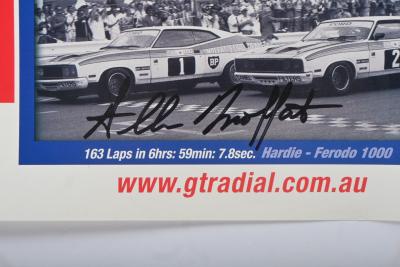 FORD
1
BP
2
Allan Moffat
163 Laps in 6hrs: 59min: 7.8sec. Hardie - Ferodo 1000
www.gtradial.com.au